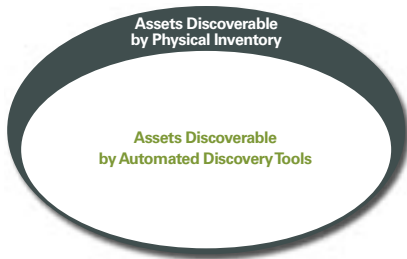 Assets Discoverable
by Physical Inventory
Assets Discoverable
by Automated Discovery Tools